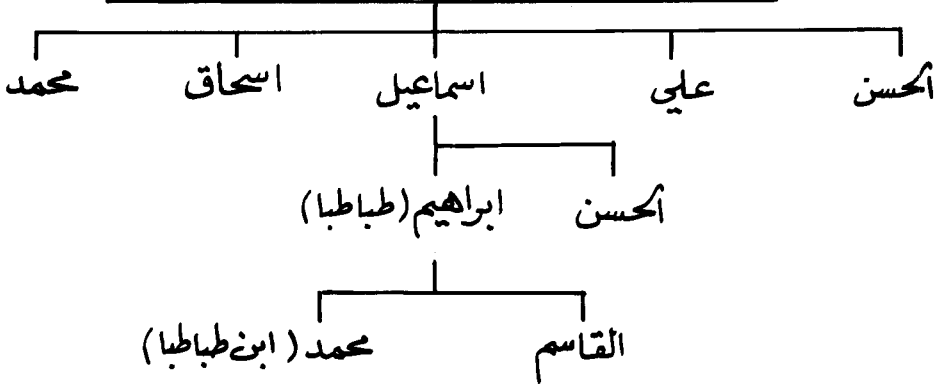 الحسن علي اسماعيل اسحاق محمد
الحسن ابراهيم (طباطبا)
القاسم محمد (ابن طباطبا)